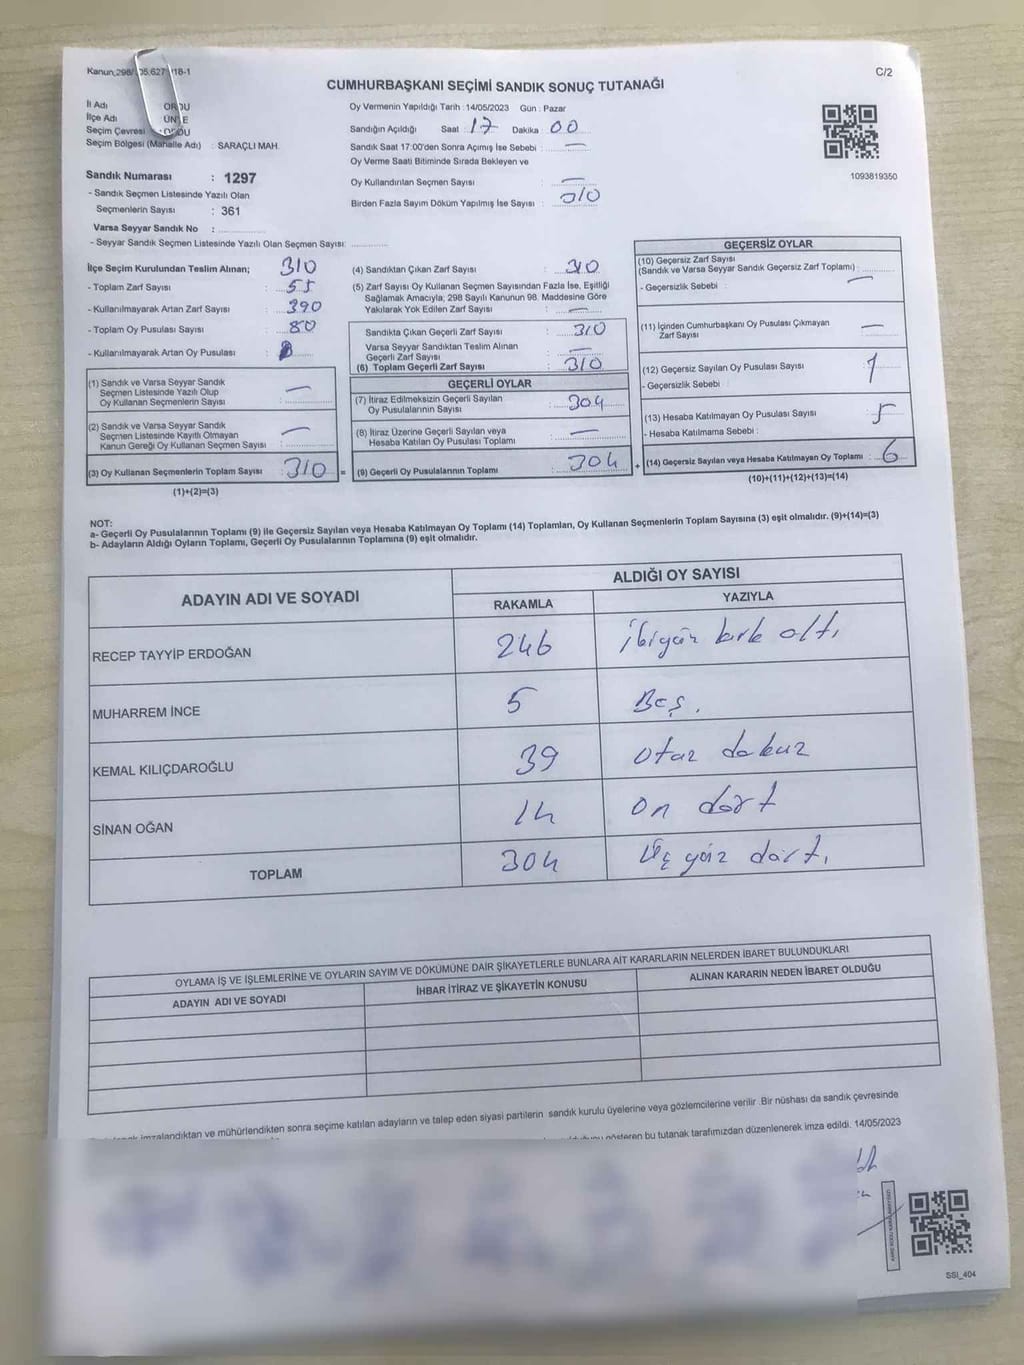 C/2
CUMHURBAŞKANI SEÇİMİ SANDIK SONUÇ TUTANAĞI
İl Adı
İlçe Adı
Seçim Çevresi
Seçim Bölgesi (Mahalle Adı) : SARAÇLI MAH.
Sandık Numarası : 1297
- Sandık Seçmen Listesinde Yazılı Olan
Seçmenlerin Sayısı : 361
Varsa Seyyar Sandık No :
- Seyyar Sandık Seçmen Listesinde Yazılı Olan Seçmen Sayısı:
Oy Vermenin Yapıldığı Tarih : 14/05/2023 Gün : Pazar
Sandığın Açıldığı Saat : 17 Dakika : 00
Sandık Saat 17:00'den Sonra Açımış İse Sebebi : —
Oy Verme Saati Bitiminde Sırada Bekleyen ve
Oy Kullandırılan Seçmen Sayısı : —
Birden Fazla Sayım Döküm Yapılmış İse Sayısı : 310
1093819350
İlçe Seçim Kurulundan Teslim Alınan; 310
- Toplam Zarf Sayısı : 55
- Kullanılmayarak Artan Zarf Sayısı : 390
- Toplam Oy Pusulası Sayısı : 80
- Kullanılmayarak Artan Oy Pusulası :
(1) Sandık ve Varsa Seyyar Sandık
Seçmen Listesinde Yazılı Olup
Oy Kullanan Seçmenlerin Sayısı : —
(2) Sandık ve Varsa Seyyar Sandık
Seçmen Listesinde Kayıtlı Olmayan
Kanun Gereği Oy Kullanan Seçmen Sayısı : —
(3) Oy Kullanan Seçmenlerin Toplam Sayısı : 310 =
(1)+(2)=(3)
(4) Sandıktan Çıkan Zarf Sayısı : 310
(5) Zarf Sayısı Oy Kullanan Seçmen Sayısından Fazla İse, Eşitliği
Sağlamak Amacıyla; 298 Sayılı Kanunun 98. Maddesine Göre
Yakılarak Yok Edilen Zarf Sayısı : —
Sandıkta Çıkan Geçerli Zarf Sayısı : 310
Varsa Seyyar Sandıktan Teslim Alınan
Geçerli Zarf Sayısı : —
(6) Toplam Geçerli Zarf Sayısı : 310
GEÇERLİ OYLAR
(7) İtiraz Edilmeksizin Geçerli Sayılan
Oy Pusulalarının Sayısı : 304
(8) İtiraz Üzerine Geçerli Sayılan veya
Hesaba Katılan Oy Pusulası Toplamı : —
(9) Geçerli Oy Pusulalarının Toplamı : 304 +
GEÇERSİZ OYLAR
(10) Geçersiz Zarf Sayısı
(Sandık ve Varsa Seyyar Sandık Geçersiz Zarf Toplamı) :
- Geçersizlik Sebebi : —
(11) İçinden Cumhurbaşkanı Oy Pusulası Çıkmayan
Zarf Sayısı : —
(12) Geçersiz Sayılan Oy Pusulası Sayısı : 1
- Geçersizlik Sebebi :
(13) Hesaba Katılmayan Oy Pusulası Sayısı : 5
- Hesaba Katılmama Sebebi :
(14) Geçersiz Sayılan veya Hesaba Katılmayan Oy Toplamı : 6
(10)+(11)+(12)+(13)=(14)
NOT:
a- Geçerli Oy Pusulalarının Toplamı (9) ile Geçersiz Sayılan veya Hesaba Katılmayan Oy Toplamı (14) Toplamları, Oy Kullanan Seçmenlerin Toplam Sayısına (3) eşit olmalıdır. (9)+(14)=(3)
b- Adayların Aldığı Oyların Toplamı, Geçerli Oy Pusulalarının Toplamına (9) eşit olmalıdır.
ADAYIN ADI VE SOYADI
ALDIĞI OY SAYISI
RAKAMLA YAZIYLA
RECEP TAYYİP ERDOĞAN 246 kırk altı
MUHARREM İNCE 5 Beş.
KEMAL KILIÇDAROĞLU 39 otuz dokuz
SİNAN OĞAN 14 on dört
TOPLAM 304 Üç yüz dört.
OYLAMA İŞ VE İŞLEMLERİNE VE OYLARIN SAYIM VE DÖKÜMÜNE DAİR ŞİKAYETLERLE BUNLARA AİT KARARLARIN NELERDEN İBARET BULUNDUKLARI
ADAYIN ADI VE SOYADI İHBAR İTİRAZ VE ŞİKAYETİN KONUSU ALINAN KARARIN NEDEN İBARET OLDUĞU
imzalandıktan ve mühürlendikten sonra seçime katılan adayların ve talep eden siyasi partilerin sandık kurulu üyelerine veya gözlemcilerine verilir .Bir nüshası da sandık çevresinde
gösteren bu tutanak tarafımızdan düzenlenerek imza edildi. 14/05/2023
SSI_404